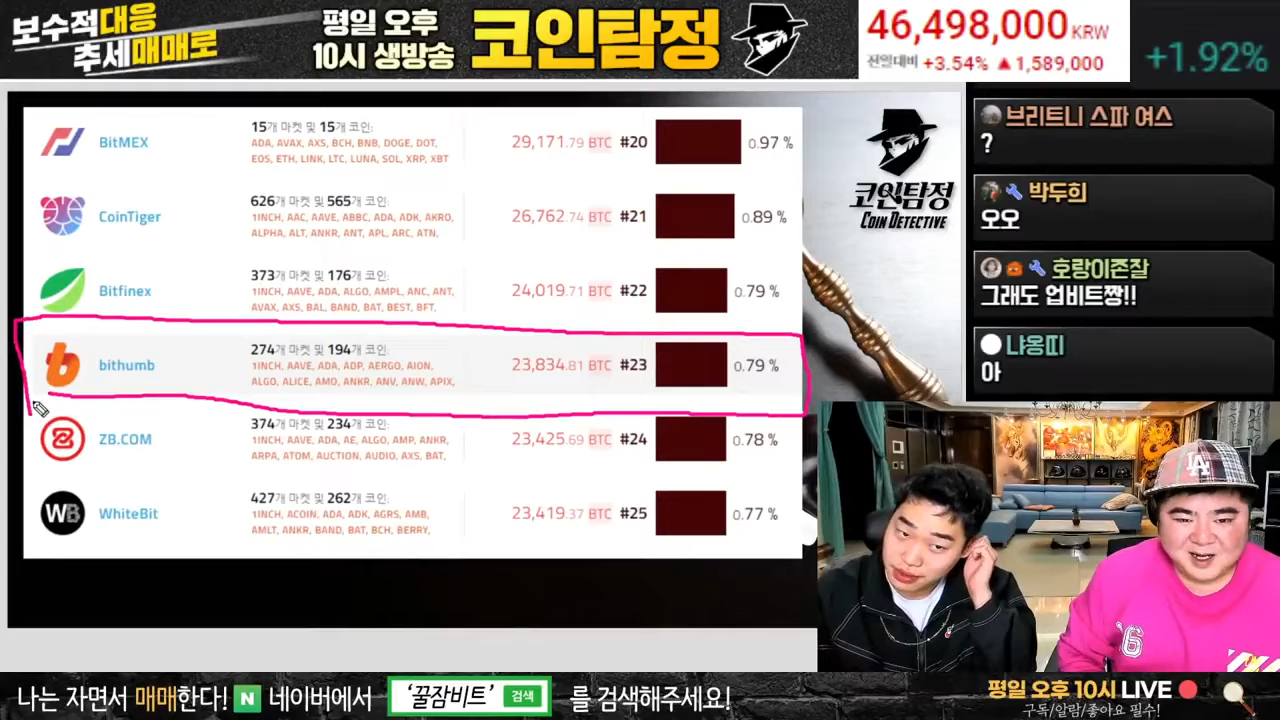 보수적대응
추세매매로
평일 오후
10시 생방송
코인탐정
46,498,000 KRW
전일대비 +3.54% ▲1,589,000
+1.92%
BitMEX
15개 마켓 및 15개 코인:
ADA, AVAX, AXS, BCH, BNB, DOGE, DOT,
EOS, ETH, LINK, LTC, LUNA, SOL, XRP, XBT
29,171.79 BTC #20
0.97 %
CoinTiger
626개 마켓 및 565개 코인:
1INCH, AAC, AAVE, ABBC, ADA, ADK, AKRO,
ALPHA, ALT, ANKR, ANT, APL, ARC, ATN,
26,762.74 BTC #21
0.89 %
Bitfinex
373개 마켓 및 176개 코인:
1INCH, AAVE, ADA, ALGO, AMPL, ANC, ANT,
AVAX, AXS, BAL, BAND, BAT, BEST, BFT,
24,019.71 BTC #22
0.79 %
bithumb
274개 마켓 및 194개 코인:
1INCH, AAVE, ADA, ADP, AERGO, AION,
ALGO, ALICE, AMO, ANKR, ANV, ANW, APIX,
23,834.81 BTC #23
0.79 %
ZB.COM
374개 마켓 및 234개 코인:
1INCH, AAVE, ADA, AE, ALGO, AMP, ANKR,
ARPA, ATOM, AUCTION, AUDIO, AXS, BAT,
23,425.69 BTC #24
0.78 %
WB
WhiteBit
427개 마켓 및 262개 코인:
1INCH, ACOIN, ADA, ADK, AGRS, AMB,
AMLT, ANKR, BAND, BAT, BCH, BERRY,
23,419.37 BTC #25
0.77 %
코인탐정
COIN DETECTIVE
브리트니 스파 여스
?
박두희
오오
호랑이존잘
그래도 업비트짱!!
냐옹띠
아
LA
6
나는 자면서 매매한다! N 네이버에서 '꿀잠비트' 검색 를 검색해주세요!
평일 오후 10시 LIVE
구독/알람/좋아요 필수!